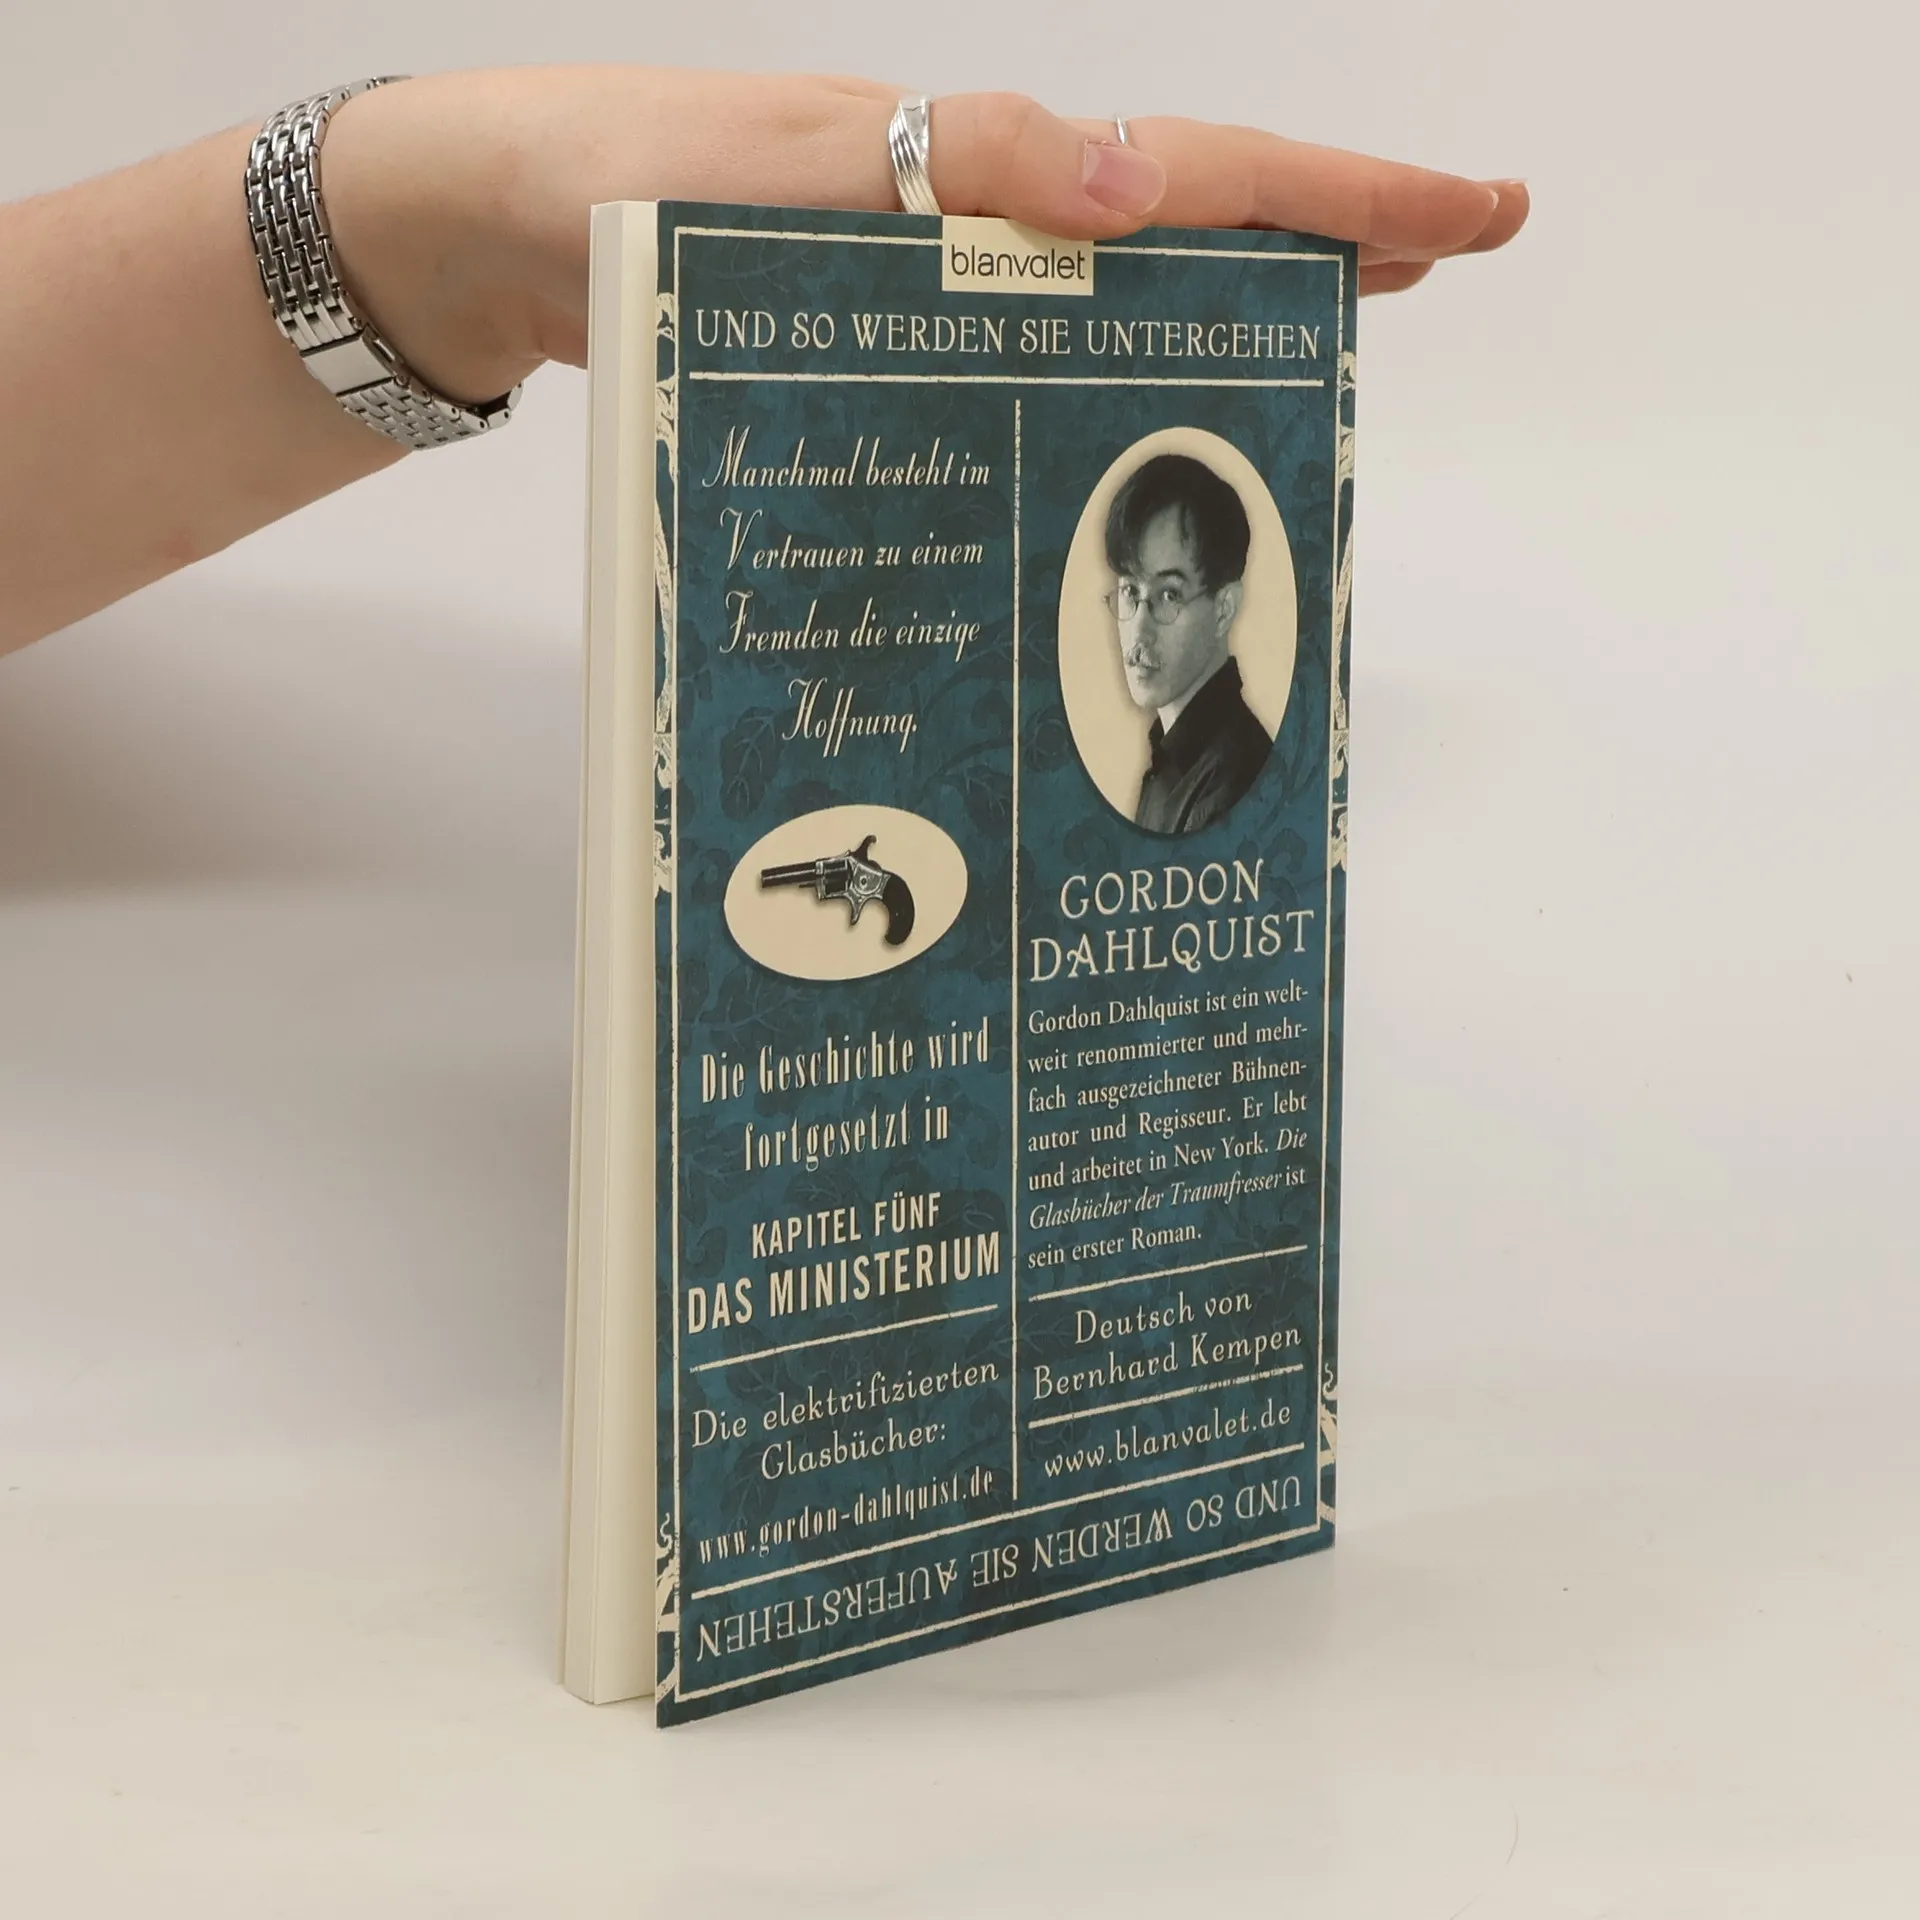 blanvalet
UND SO WERDEN SIE UNTERGEHEN
Manchmal besteht im
Vertrauen zu einem
Fremden die einzige
Hoffnung.
Die Geschichte wird
fortgesetzt in
KAPITEL FÜNF
DAS MINISTERIUM
Die elektrifizierten
Glasbücher:
www.gordon-dahlquist.de
GORDON
DAHLQUIST
Gordon Dahlquist ist ein welt-
weit renommierter und mehr-
fach ausgezeichneter Bühnen-
autor und Regisseur. Er lebt
und arbeitet in New York. Die
Glasbücher der Traumfresser ist
sein erster Roman.
Deutsch von
Bernhard Kempen
www.blanvalet.de
UND SO WERDEN SIE AUFERSTEHEN